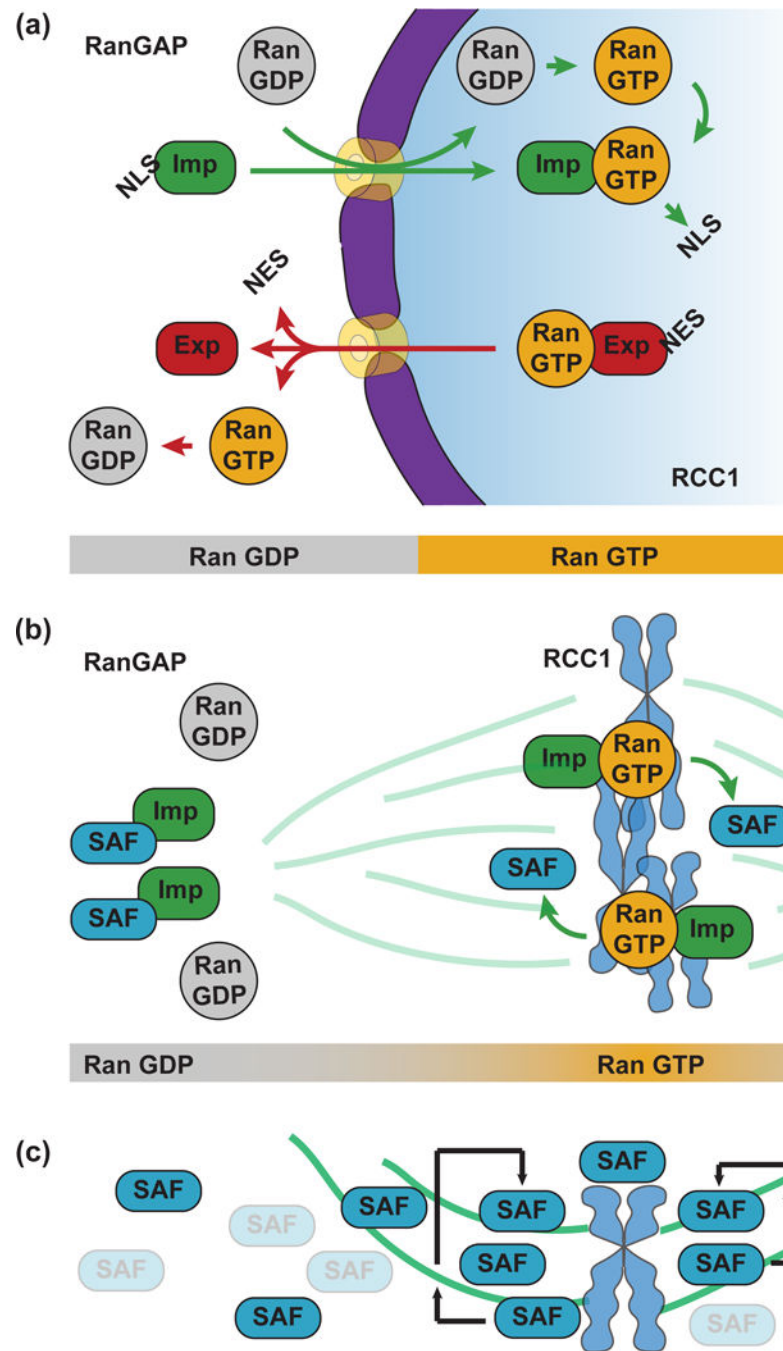 (a)
RanGAP
Ran
GDP
Ran
GDP
Ran
GTP
NLS
Imp
Imp
Ran
GTP
NLS
NES
Exp
Ran
GTP
Exp
NES
Ran
GDP
Ran
GTP
RCC1
Ran GDP
Ran GTP
(b)
RanGAP
RCC1
Ran
GDP
Imp
Ran
GTP
Imp
SAF
SAF
Imp
SAF
SAF
Ran
GTP
Imp
Ran
GDP
Ran GDP
Ran GTP
(c)
SAF
SAF
SAF
SAF
SAF
SAF
SAF
SAF
SAF
SAF
SAF
SAF
SAF
SAF